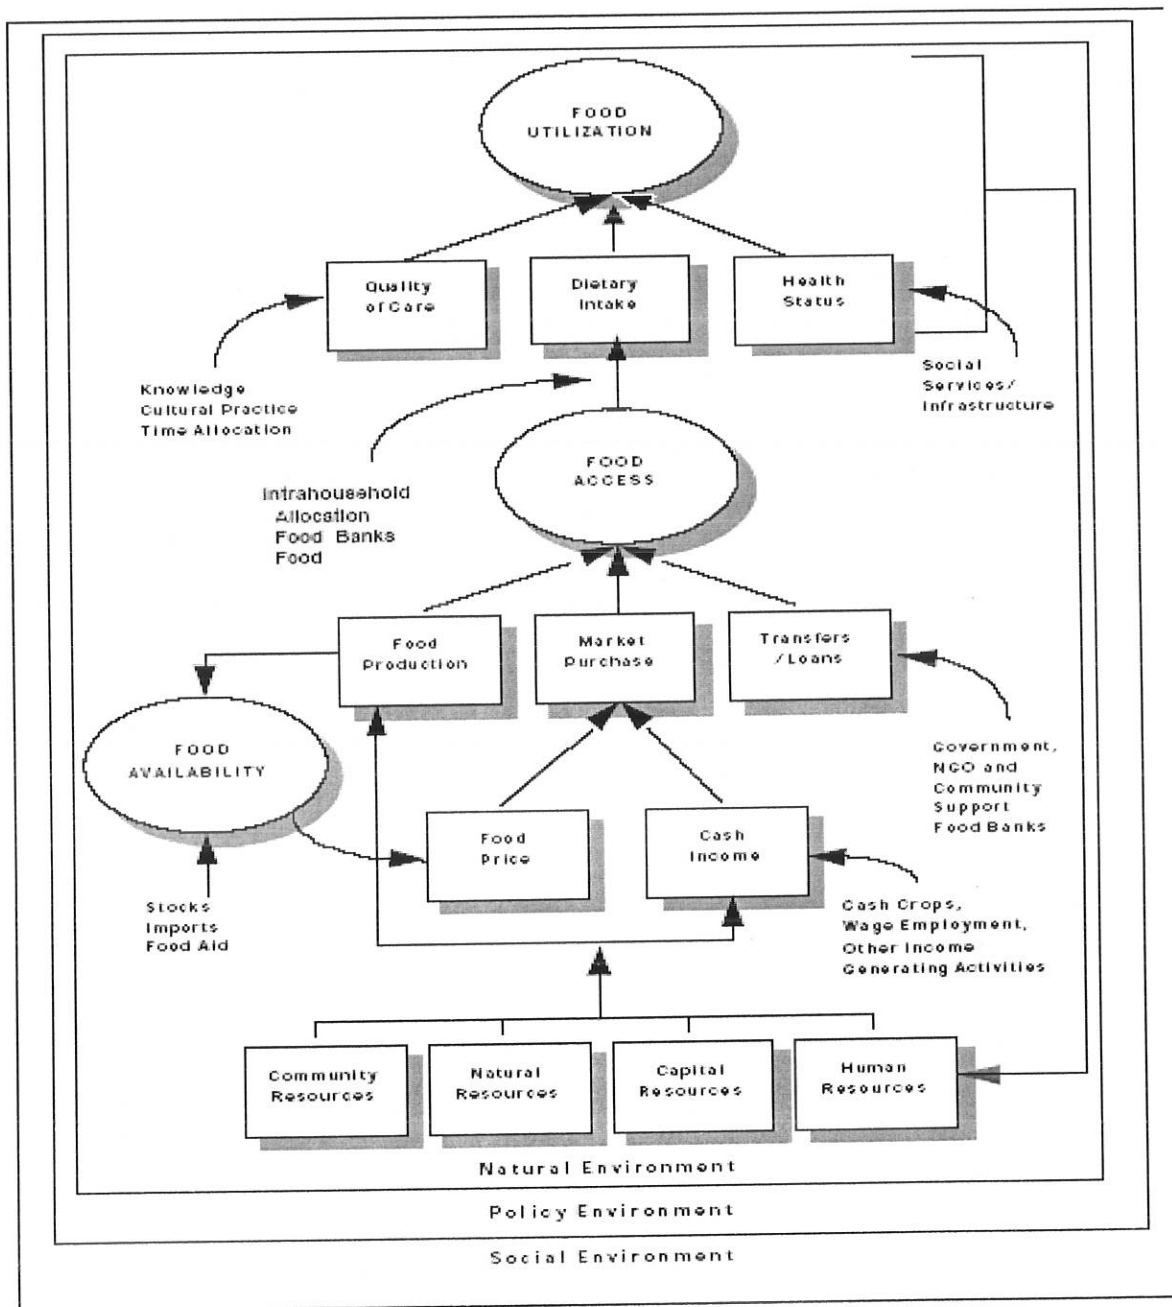 FOOD
UTILIZATION
Quality
of Care
Dietary
Intake
Health
Status
Knowledge
Cultural Practice
Time Allocation
Social
Services/
Infrastructure
FOOD
ACCESS
Intrahousehold
Allocation
Food Banks
Food
Food
Production
Market
Purchase
Transfers
/Loans
FOOD
AVAILABILITY
Government,
NGO and
Community
Support
Food Banks
Food
Price
Cash
Income
Stocks
Imports
Food Aid
Cash Crops,
Wage Employment,
Other Income
Generating Activities
Community
Resources
Natural
Resources
Capital
Resources
Human
Resources
Natural Environment
Policy Environment
Social Environment